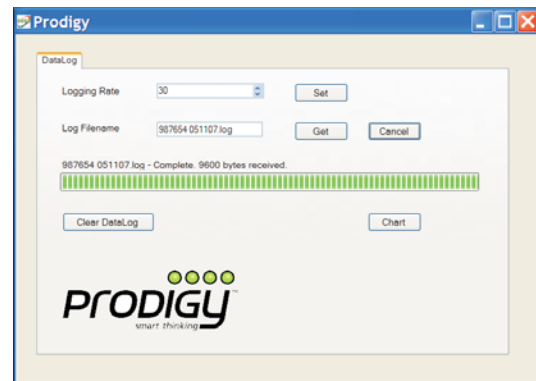 Prodigy
DataLog
Logging Rate 30 Set
Log Filename 987654 051107.log Get Cancel
987654 051107.log - Complete. 9600 bytes received.
Clear DataLog Chart
PRODIGY
smart thinking